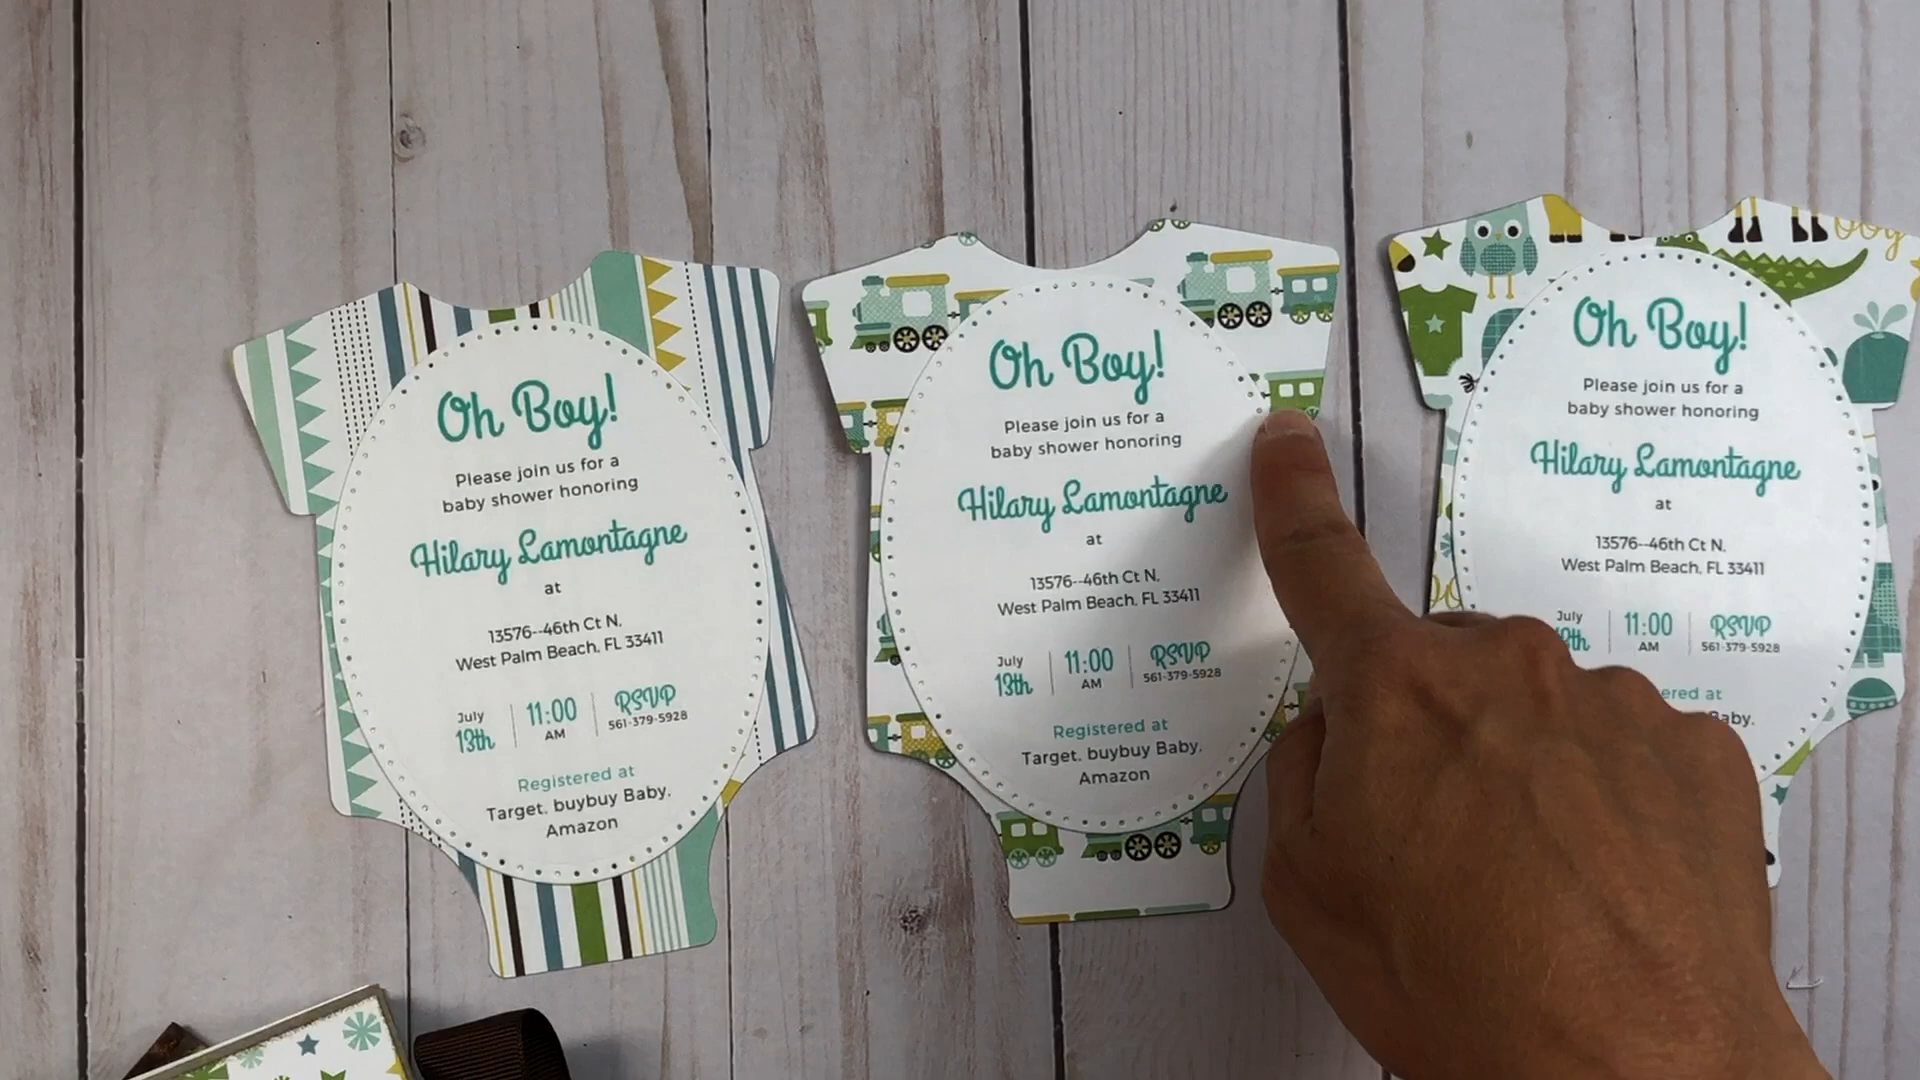 Oh Boy!
Please join us for a
baby shower honoring
Hilary Lamontagne
at
13576--46th Ct N.
West Palm Beach, FL 33411
July
13th
11:00
AM
RSVP
561-379-5928
Registered at
Target, buybuy Baby,
Amazon
Oh Boy!
Please join us for a
baby shower honoring
Hilary Lamontagne
at
13576--46th Ct N.
West Palm Beach, FL 33411
July
13th
11:00
AM
RSVP
561-379-5928
Registered at
Target, buybuy Baby,
Amazon
boy
Oh Boy!
Please join us for a
baby shower honoring
Hilary Lamontagne
at
13576--46th Ct N.
West Palm Beach, FL 33411
July
11:00
AM
RSVP
561-379-5928
at
Baby,